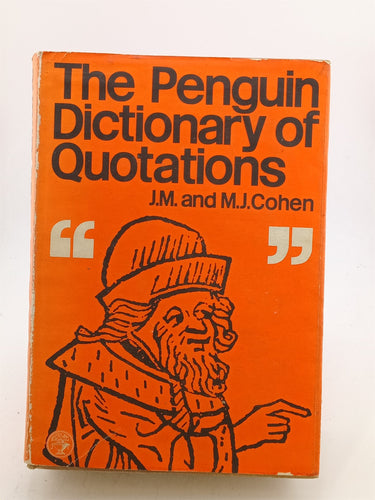 The Penguin
Dictionary of
Quotations
J.M. and M.J.Cohen
“ ”